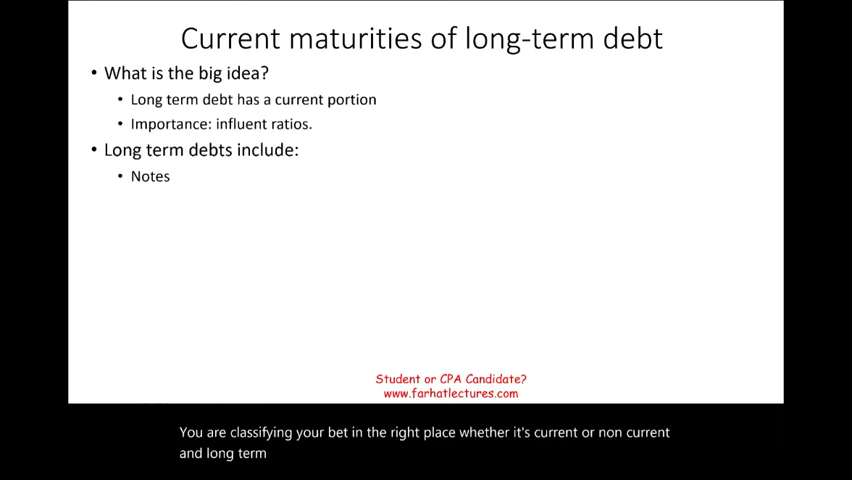 Current maturities of long-term debt
• What is the big idea?
• Long term debt has a current portion
• Importance: influent ratios.
• Long term debts include:
• Notes
Student or CPA Candidate?
www.farhatlectures.com
You are classifying your bet in the right place whether it's current or non current
and long term